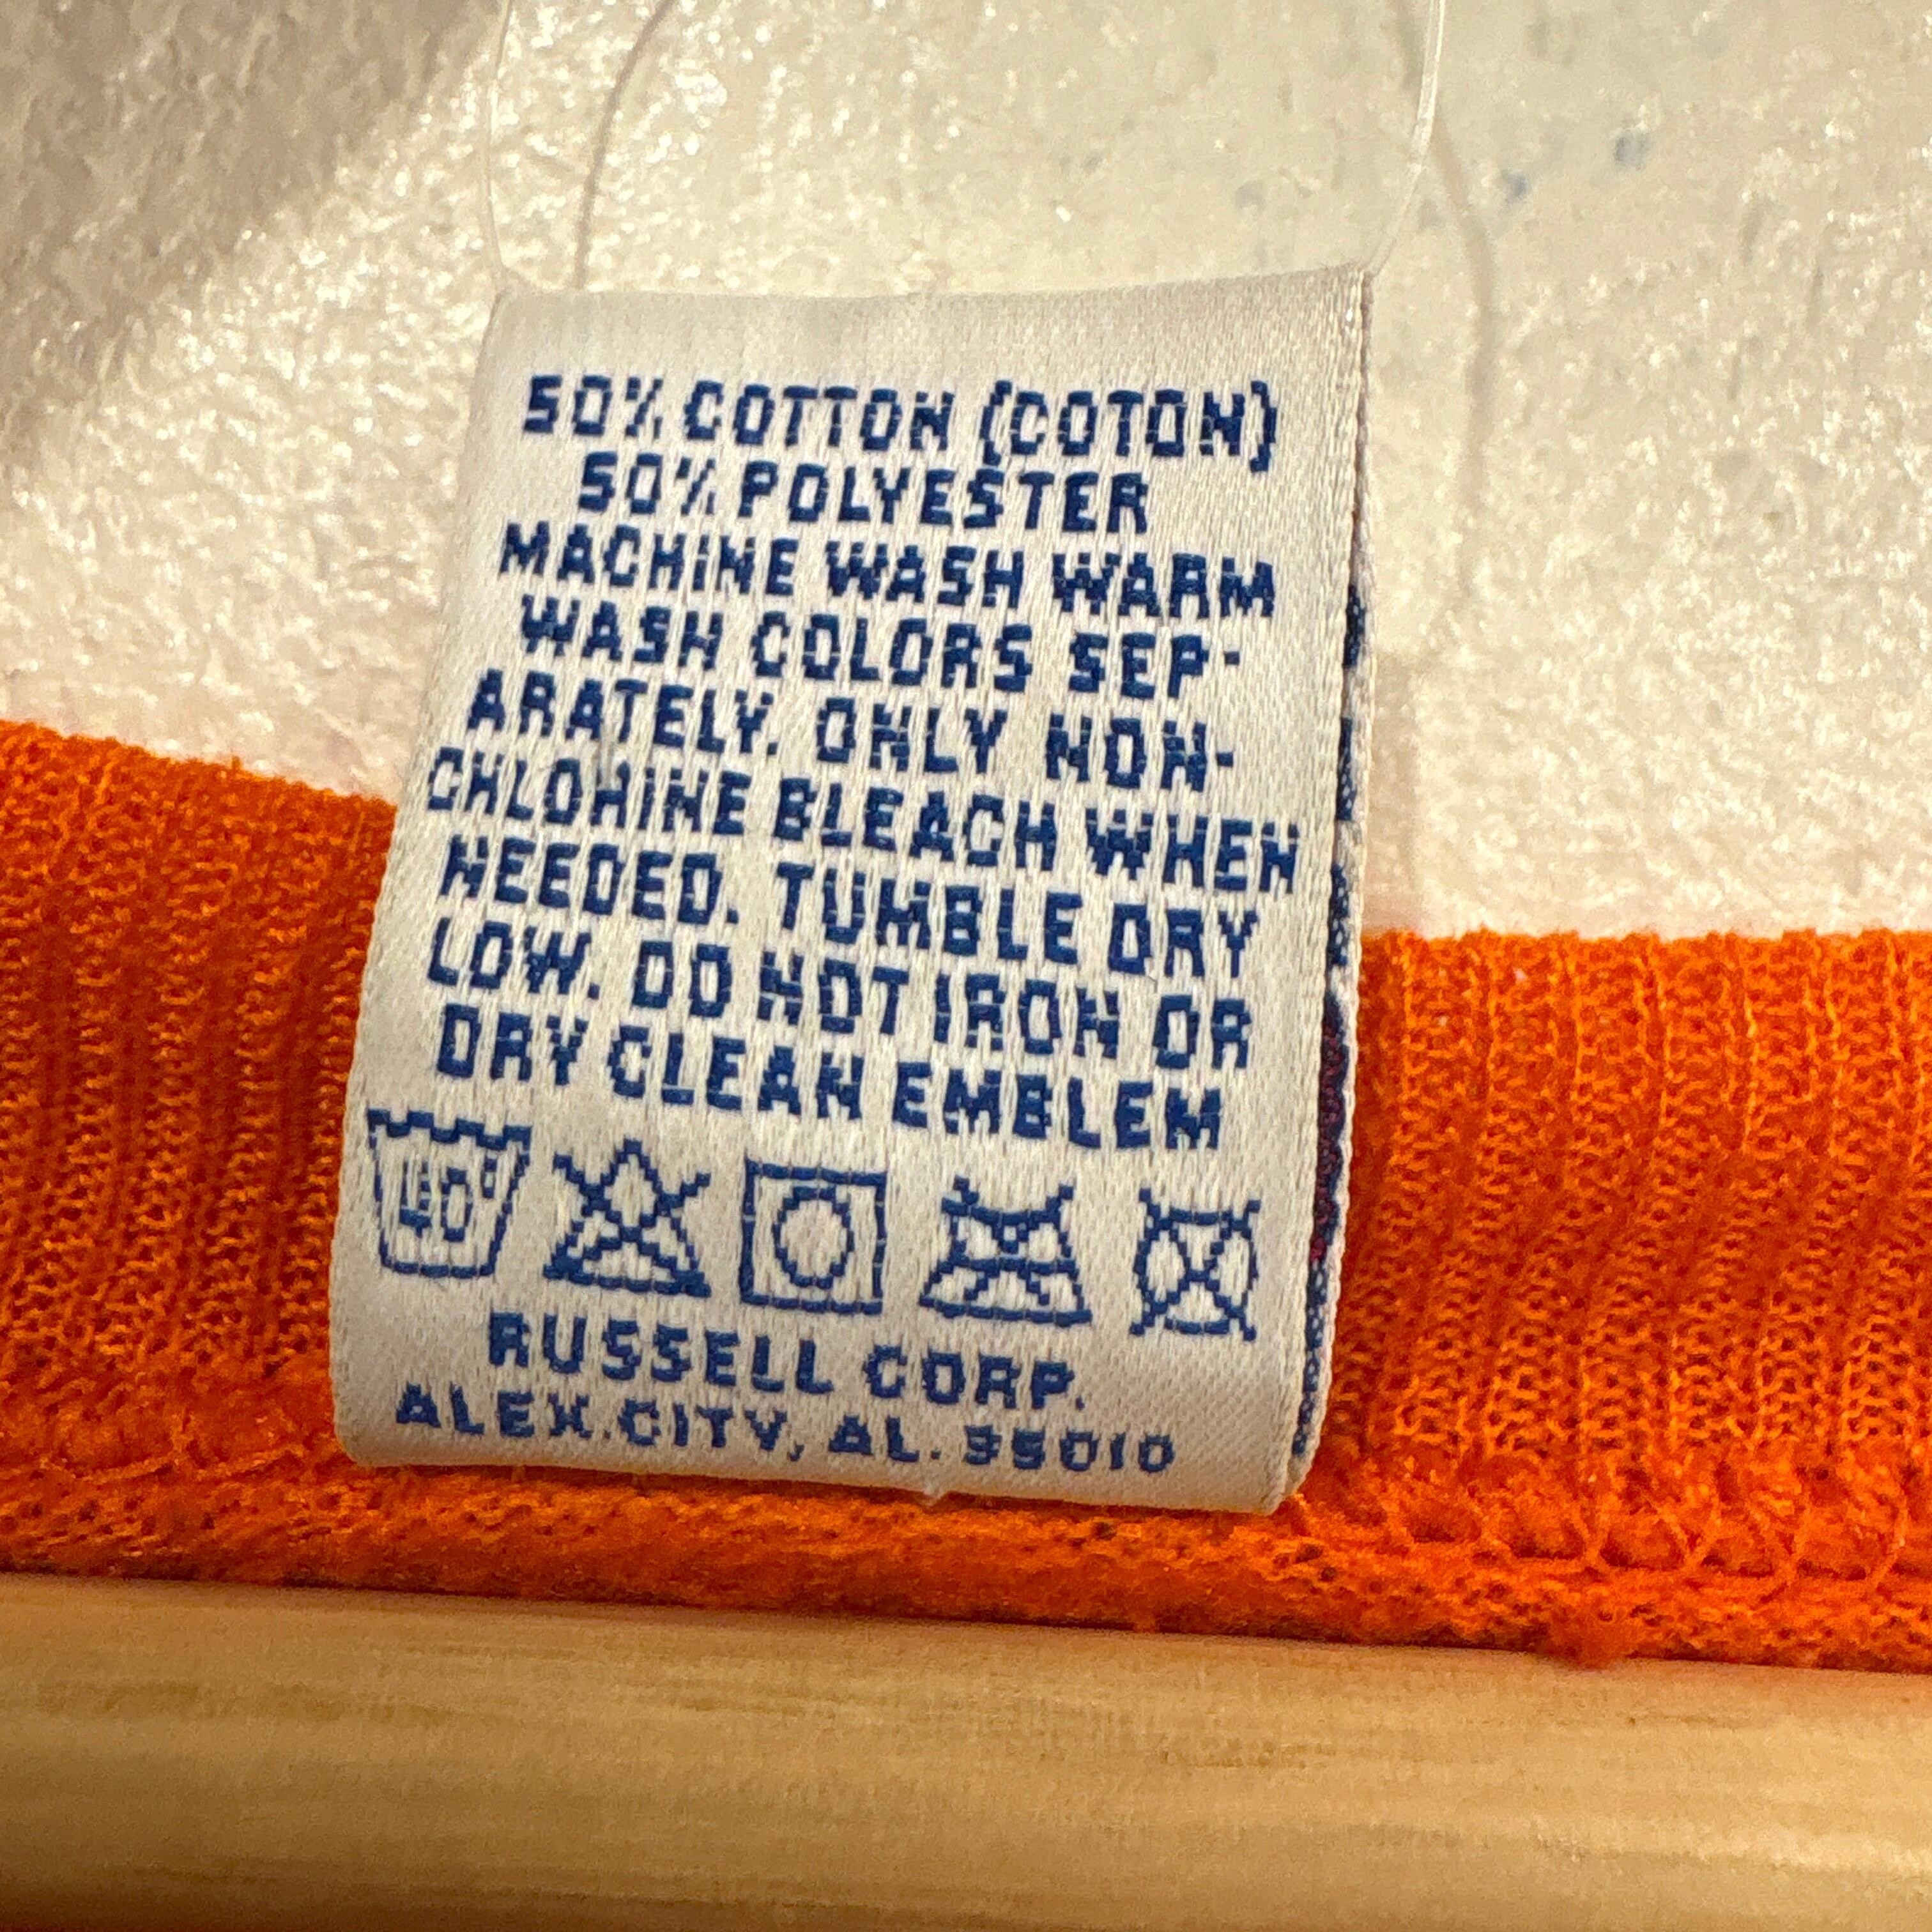 50% COTTON (COTON)
50% POLYESTER
MACHINE WASH WARM
WASH COLORS SEP-
ARATELY. ONLY NON-
CHLORINE BLEACH WHEN
NEEDED. TUMBLE DRY
LOW. DO NOT IRON OR
DRY CLEAN EMBLEM
40°
RUSSELL CORP.
ALEX.CITY, AL. 35010